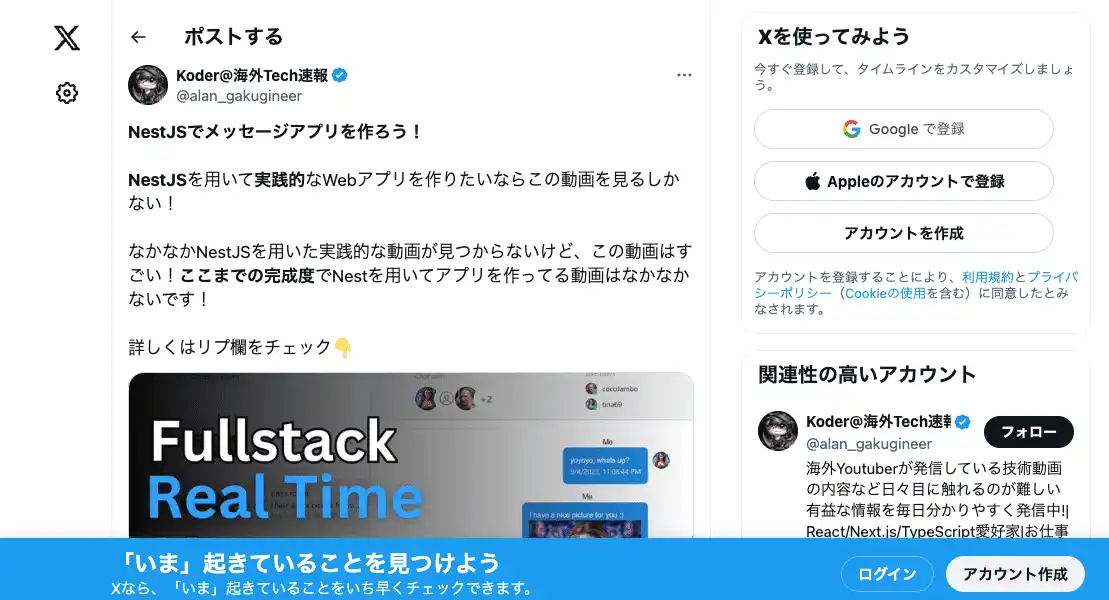 ポストする
Koder@海外Tech速報
@alan_gakugineer
NestJSでメッセージアプリを作ろう！
NestJSを用いて実践的なWebアプリを作りたいならこの動画を見るしか
ない！
なかなかNestJSを用いた実践的な動画が見つからないけど、この動画はす
ごい！ここまでの完成度でNestを用いてアプリを作ってる動画はなかなか
ないです！
詳しくはリプ欄をチェック👇
+2
cocolambo
tina69
Fullstack
Real Time
Me
yoyoyo, whats up?
Me
I have a nice picture for you :)
Xを使ってみよう
今すぐ登録して、タイムラインをカスタマイズしましょ
う。
Google で登録
Appleのアカウントで登録
アカウントを作成
アカウントを登録することにより、利用規約とプライバ
シーポリシー（Cookieの使用を含む）に同意したとみ
なされます。
関連性の高いアカウント
Koder@海外Tech速報
@alan_gakugineer
フォロー
海外Youtuberが発信している技術動画
の内容など日々目に触れるのが難しい
有益な情報を毎日分かりやすく発信中!|
React/Next.js/TypeScript愛好家|お仕事
「いま」起きていることを見つけよう
Xなら、「いま」起きていることをいち早くチェックできます。
ログイン
アカウント作成